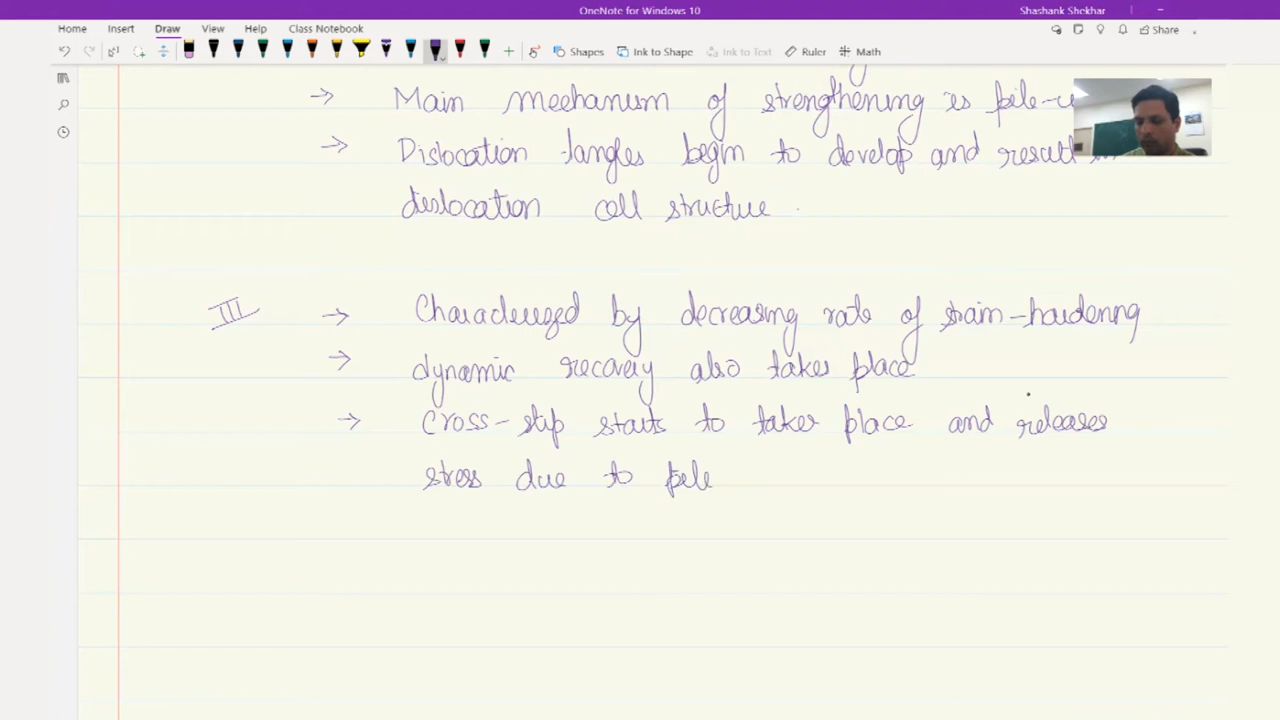 OneNote for Windows 10
Shashank Shekhar
Home Insert Draw View Help Class Notebook
Share
Shapes Ink to Shape Ink to Text Ruler Math
→ Main mechanism of strengthening is pile-u
→ Dislocation tangles begin to develop and result in
dislocation cell structure.
III → Characterized by decreasing rate of strain-hardening
→ dynamic recovery also takes place
→ Cross-slip starts to takes place and releases
stress due to pile